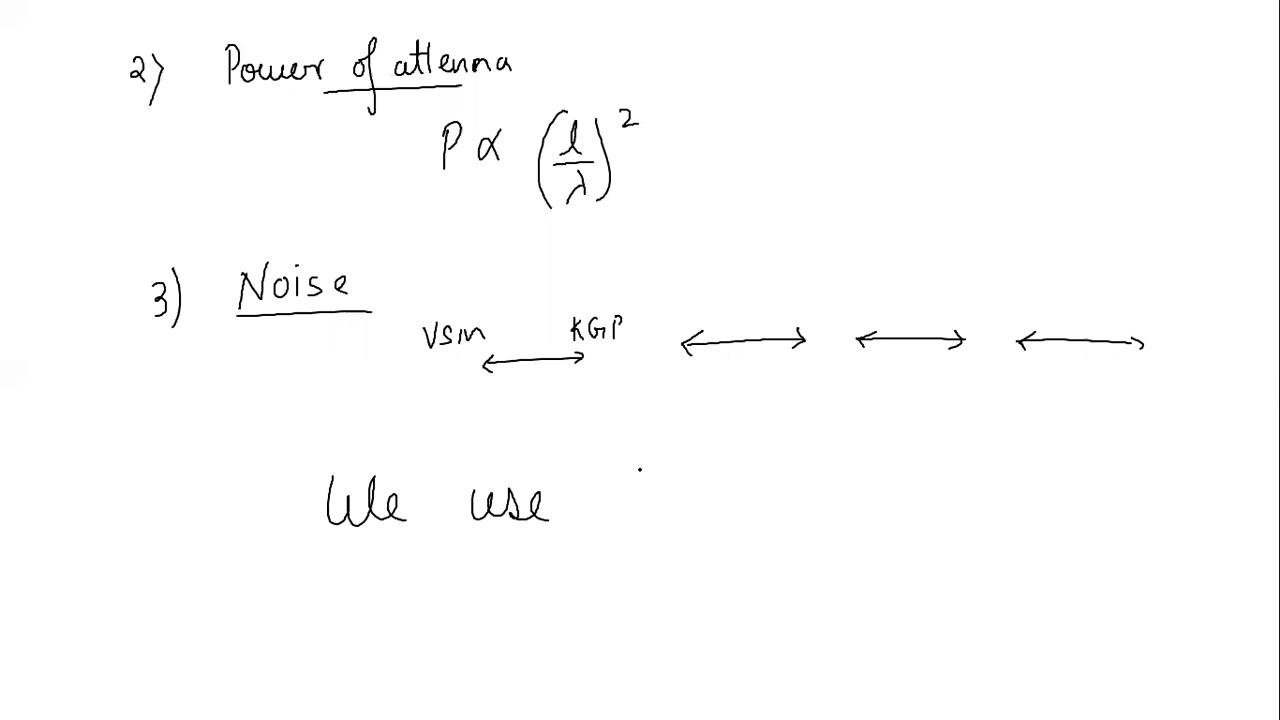 2) Power of attenna
P ∝ (l/λ)²
3) Noise
VSM KGP
We use